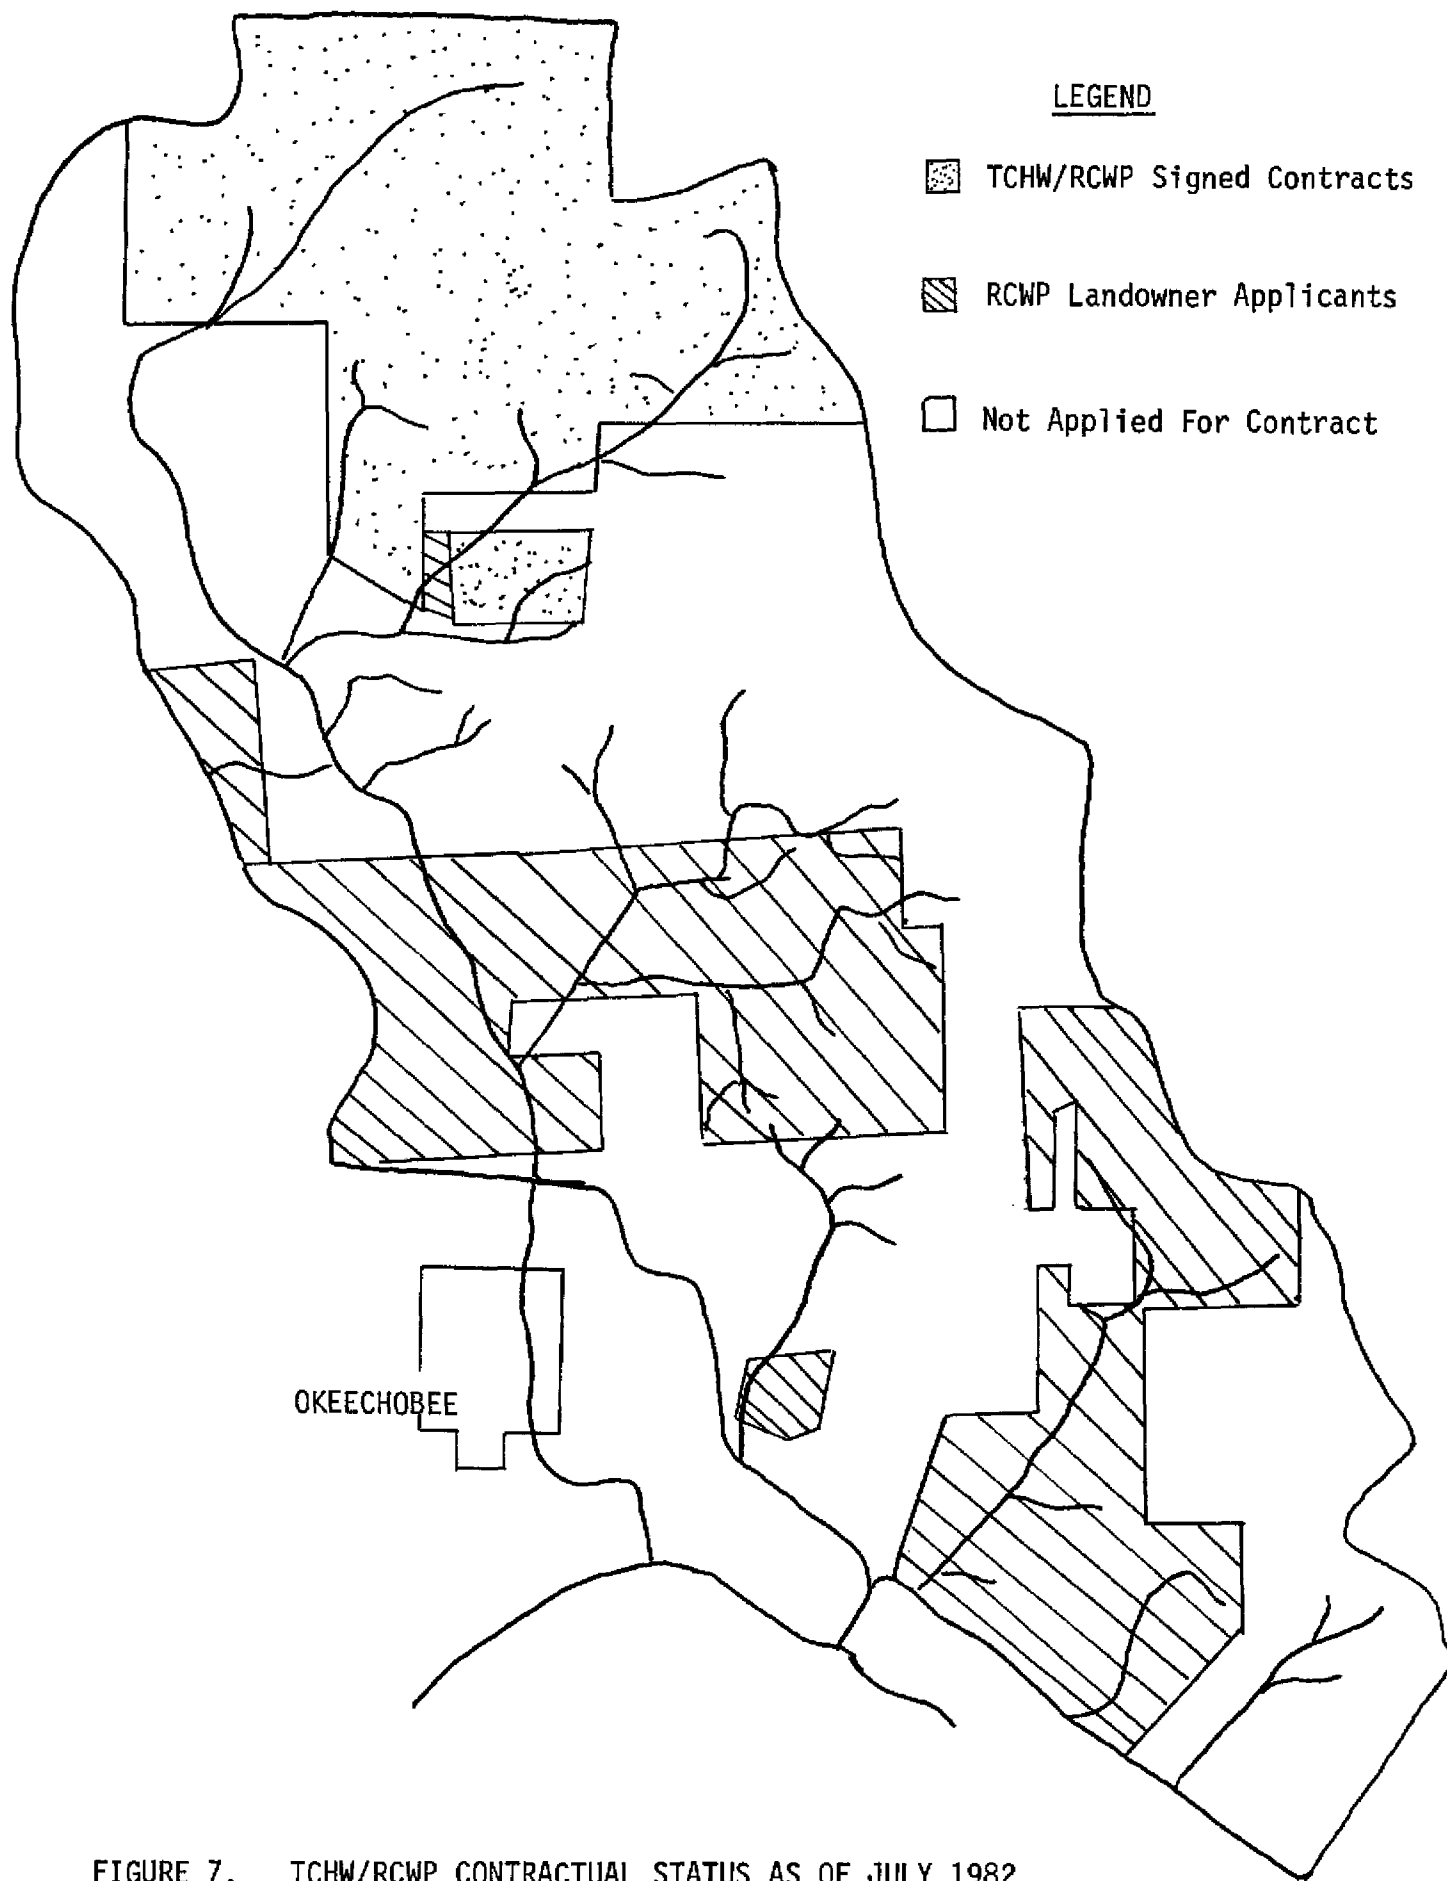 LEGEND
TCHW/RCWP Signed Contracts
RCWP Landowner Applicants
Not Applied For Contract
OKEECHOBEE
FIGURE 7. TCHW/RCWP CONTRACTUAL STATUS AS OF JULY 1982